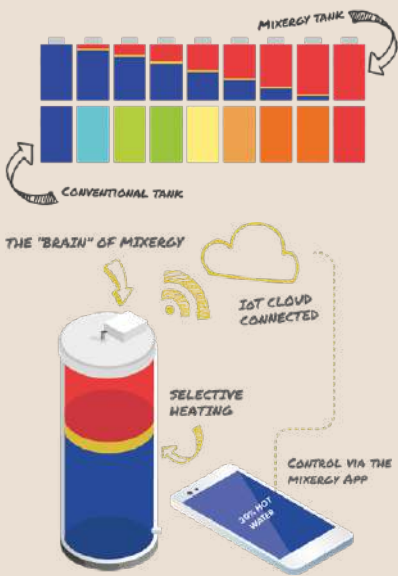 MIXERGY TANK
CONVENTIONAL TANK
THE "BRAIN" OF MIXERGY
IOT CLOUD
CONNECTED
SELECTIVE
HEATING
CONTROL VIA THE
MIXERGY APP
39% HOT
WATER